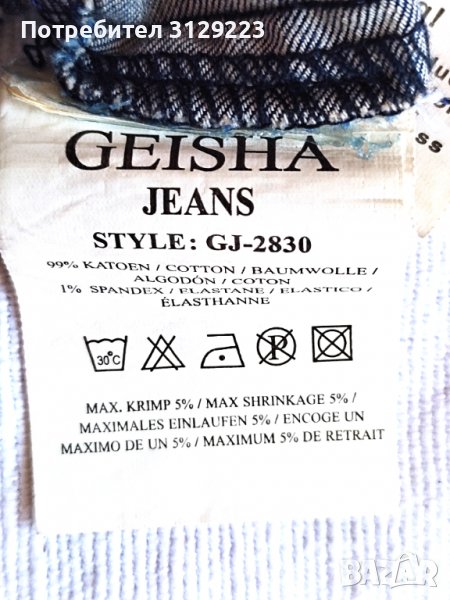 Потребител 3129223
GEISHA
JEANS
STYLE: GJ-2830
99% KATOEN / COTTON / BAUMWOLLE /
ALGODÓN / COTON
1% SPANDEX / ELASTANE / ELASTICO /
ÉLASTHANNE
30°C
P
MAX. KRIMP 5% / MAX SHRINKAGE 5% /
MAXIMALES EINLAUFEN 5% / ENCOGE UN
MAXIMO DE UN 5% / MAXIMUM 5% DE RETRAIT
BAZAR